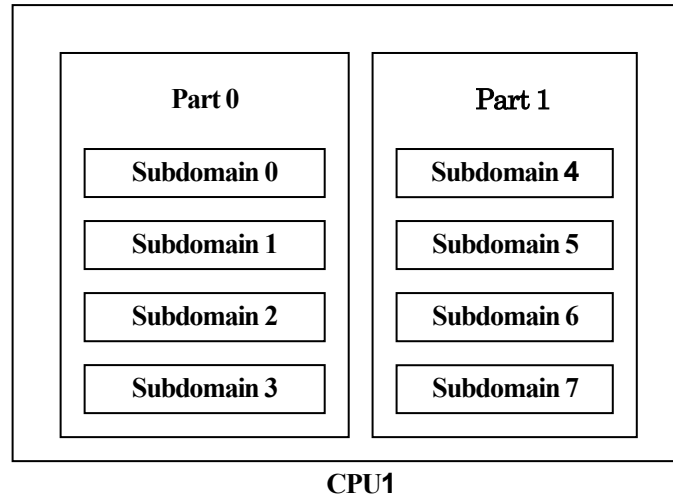 Part 0
Subdomain 0
Subdomain 1
Subdomain 2
Subdomain 3
Part 1
Subdomain 4
Subdomain 5
Subdomain 6
Subdomain 7
CPU1